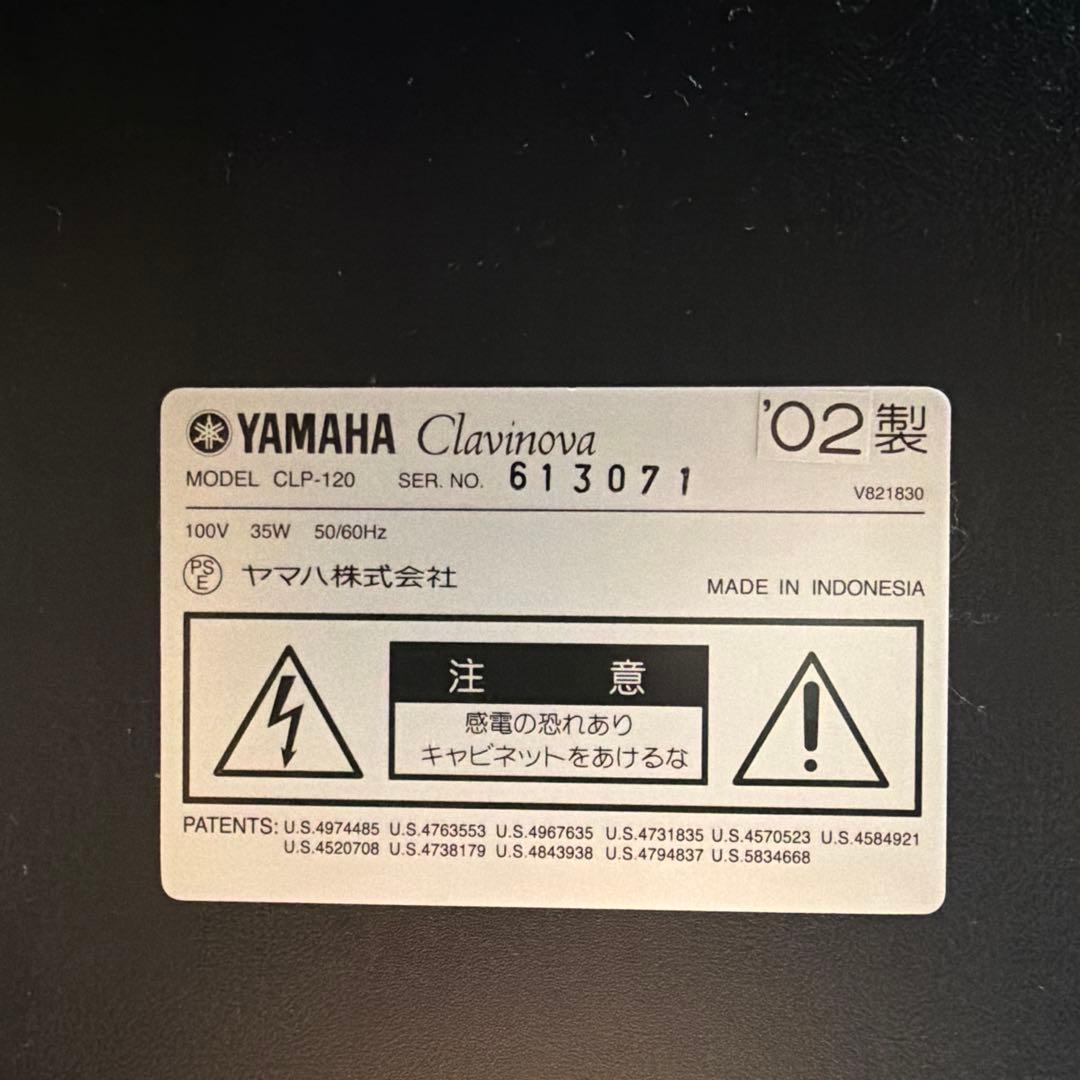 YAMAHA Clavinova '02製
MODEL CLP-120 SER. NO. 613071 V821830
100V 35W 50/60Hz
PS
E
ヤマハ株式会社 MADE IN INDONESIA
注意
感電の恐れあり
キャビネットをあけるな
PATENTS: U.S.4974485 U.S.4763553 U.S.4967635 U.S.4731835 U.S.4570523 U.S.4584921
U.S.4520708 U.S.4738179 U.S.4843938 U.S.4794837 U.S.5834668